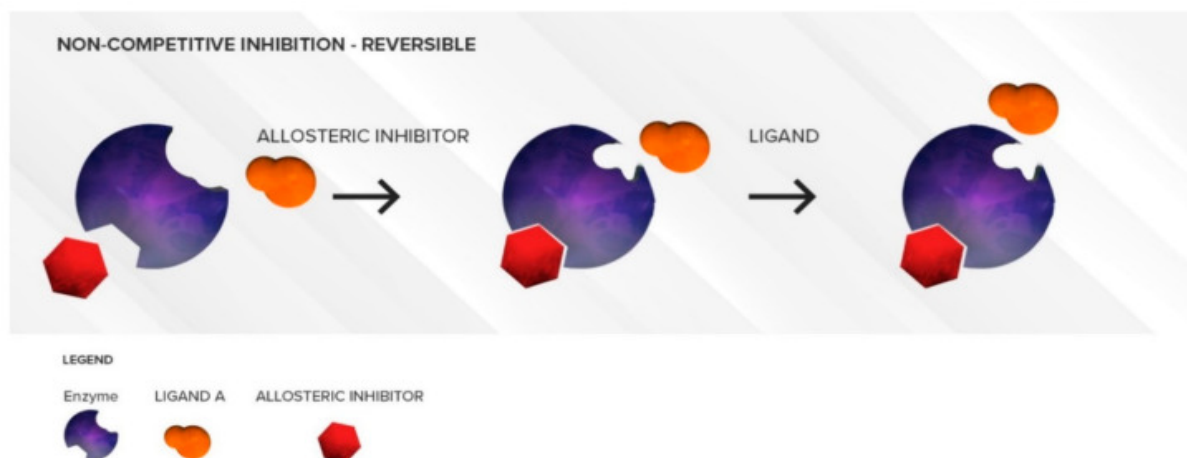 NON-COMPETITIVE INHIBITION - REVERSIBLE
ALLOSTERIC INHIBITOR
LIGAND
LEGEND
Enzyme
LIGAND A
ALLOSTERIC INHIBITOR